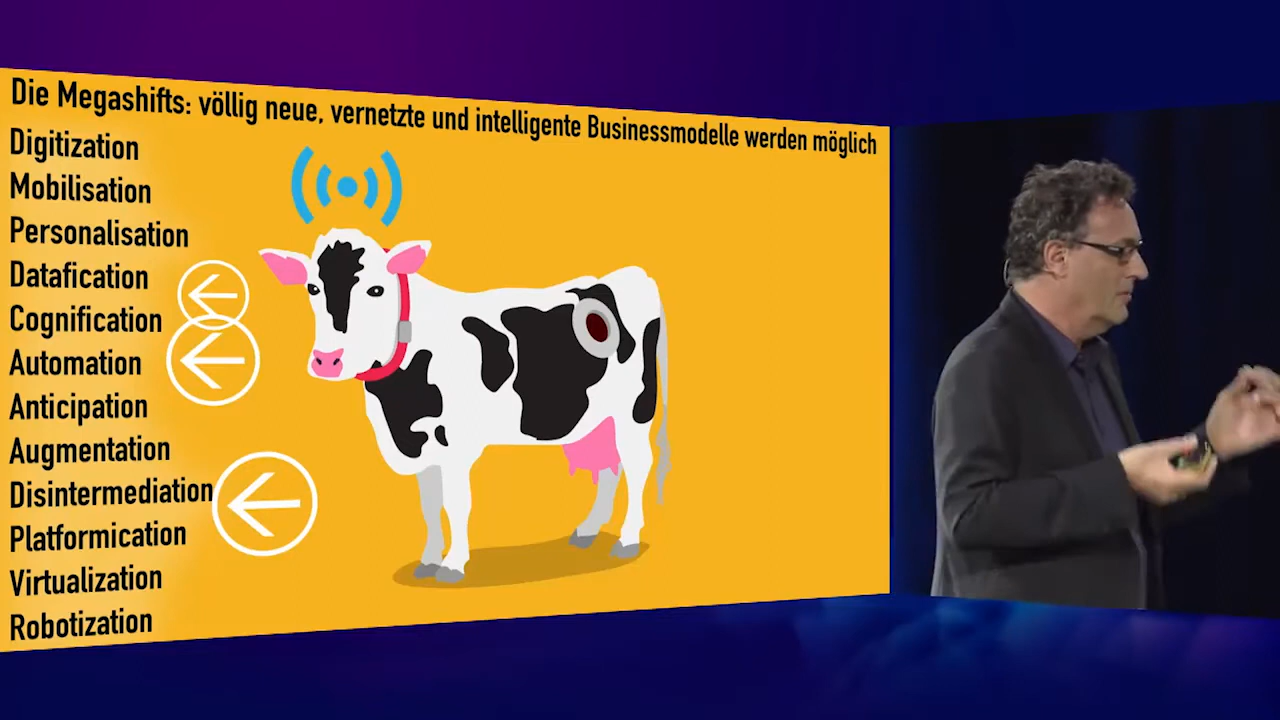 Die Megashifts: völlig neue, vernetzte und intelligente Businessmodelle werden möglich
Digitization
Mobilisation
Personalisation
Datafication
Cognification
Automation
Anticipation
Augmentation
Disintermediation
Platformication
Virtualization
Robotization